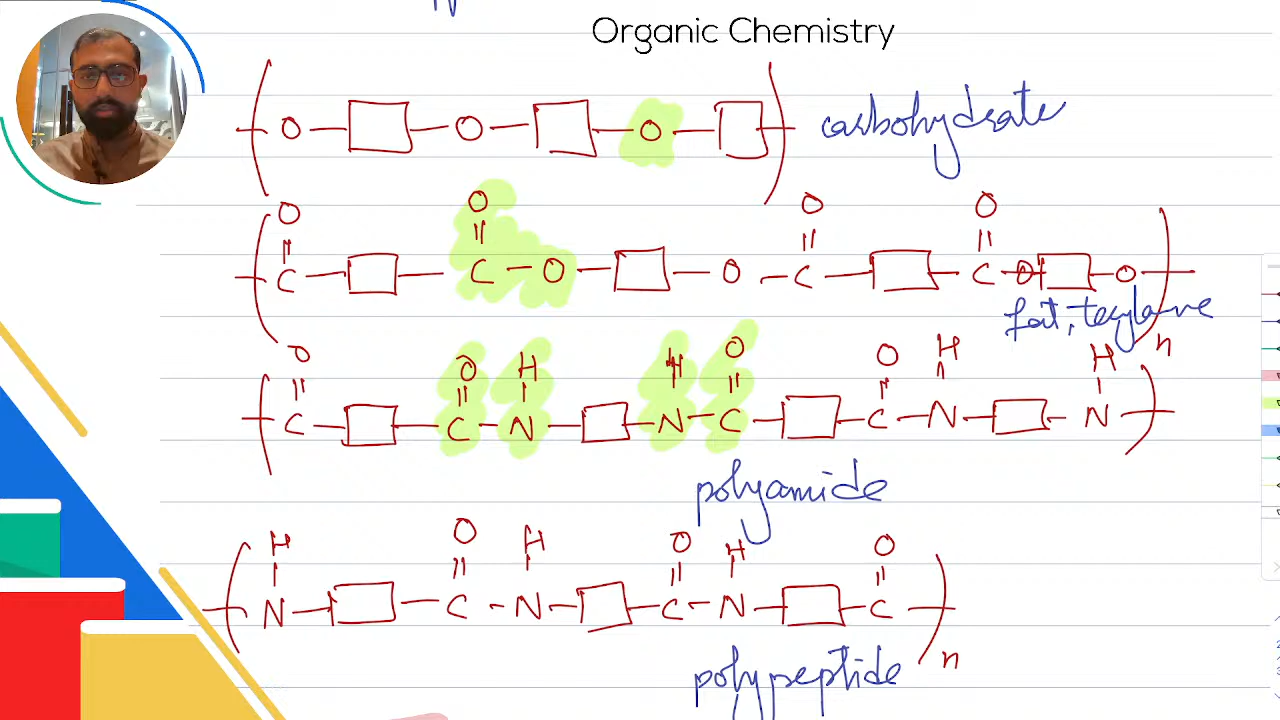 Organic Chemistry
O O O
carbohydrate
O O O O
C C O O C C O O
fat, terylene
n
O O H H O O H H
C C N N C C N N
polyamide
H O H O H O
N C N C N C
n
polypeptide